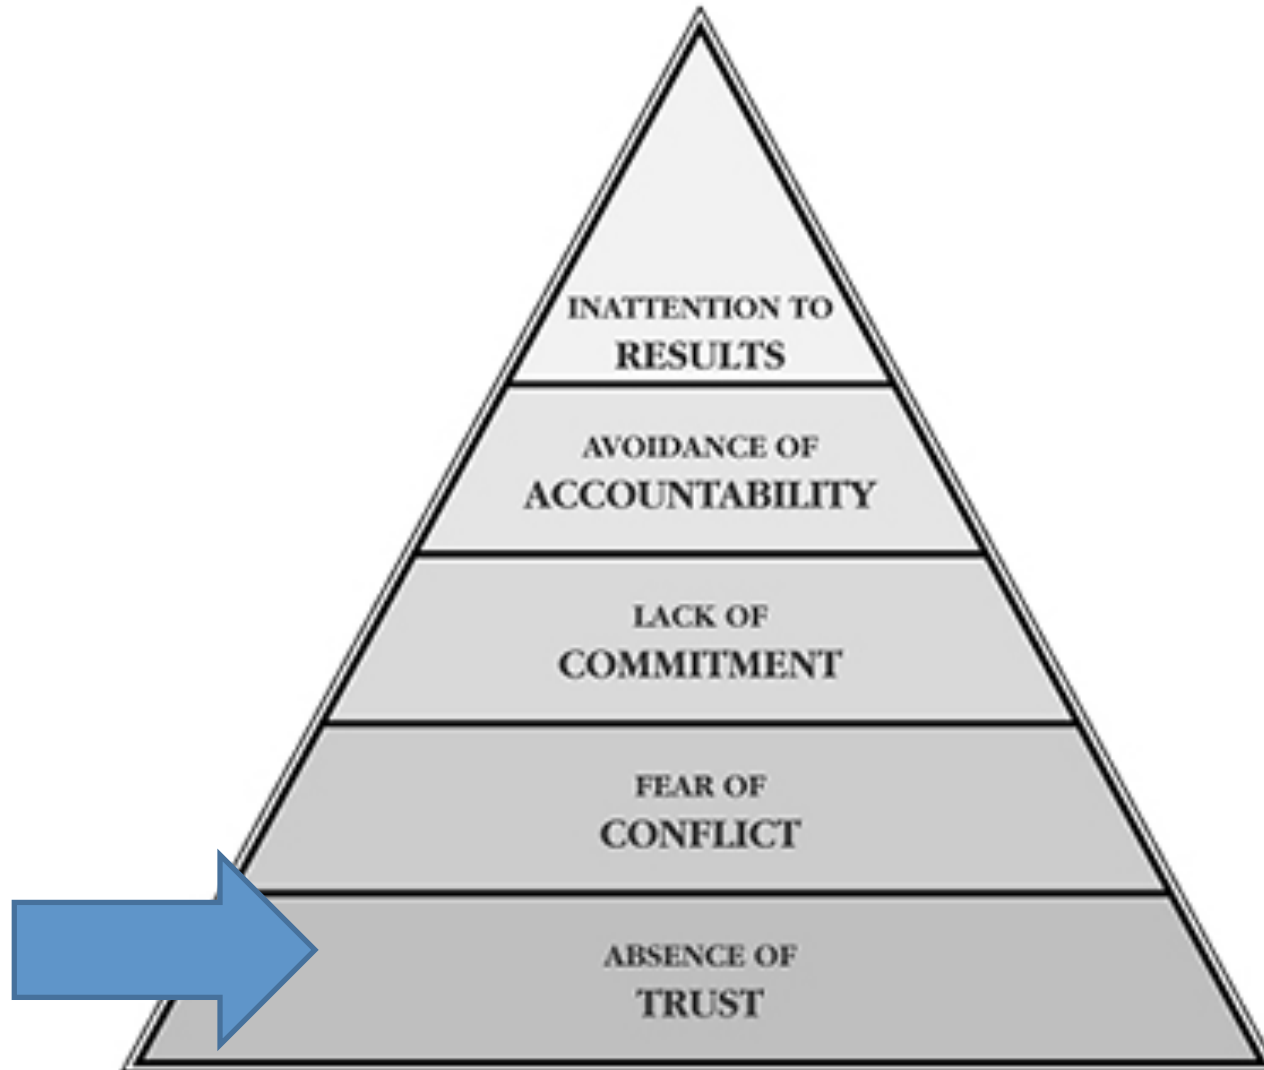 INATTENTION TO
RESULTS
AVOIDANCE OF
ACCOUNTABILITY
LACK OF
COMMITMENT
FEAR OF
CONFLICT
ABSENCE OF
TRUST